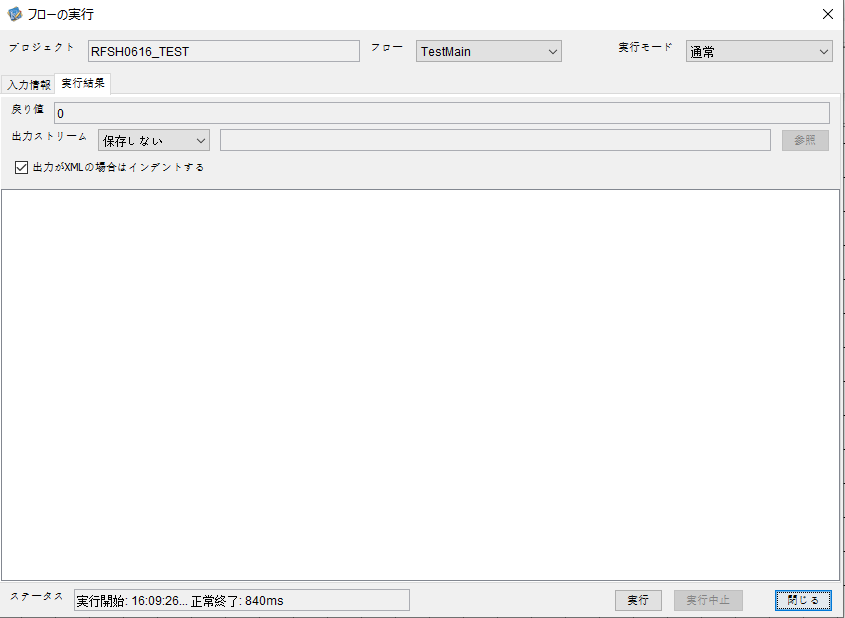 フローの実行
プロジェクト RFSH0616_TEST フロー TestMain 実行モード 通常
入力情報 実行結果
戻り値 0
出力ストリーム 保存しない 参照
出力がXMLの場合はインデントする
ステータス 実行開始: 16:09:26... 正常終了: 840ms 実行 実行中止 閉じる